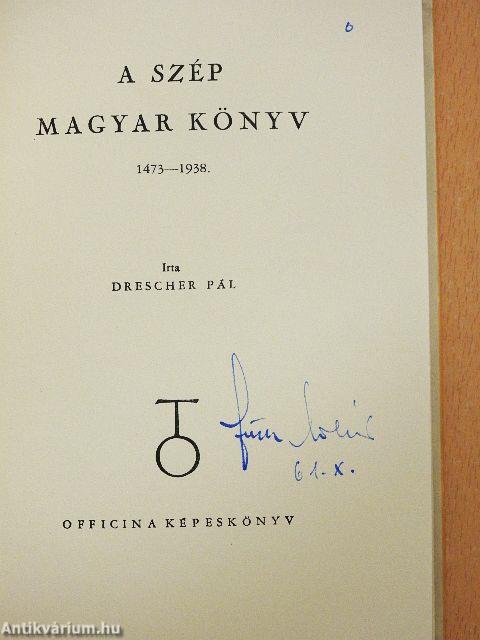 A SZÉP
MAGYAR KÖNYV
1473—1938.
Irta
DRESCHER PÁL
61.X.
OFFICINA KÉPESKÖNYV
Antikvárium.hu